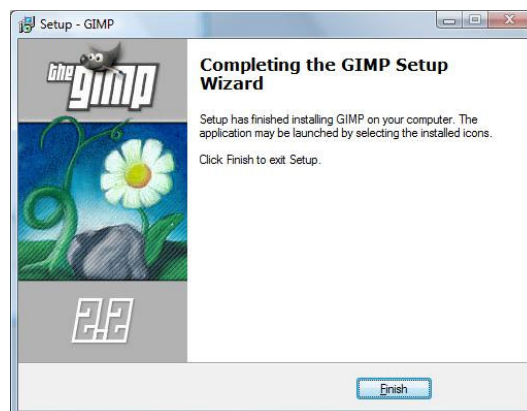 Setup - GIMP
the gimp
Completing the GIMP Setup
Wizard
Setup has finished installing GIMP on your computer. The
application may be launched by selecting the installed icons.
Click Finish to exit Setup.
2.2
Finish